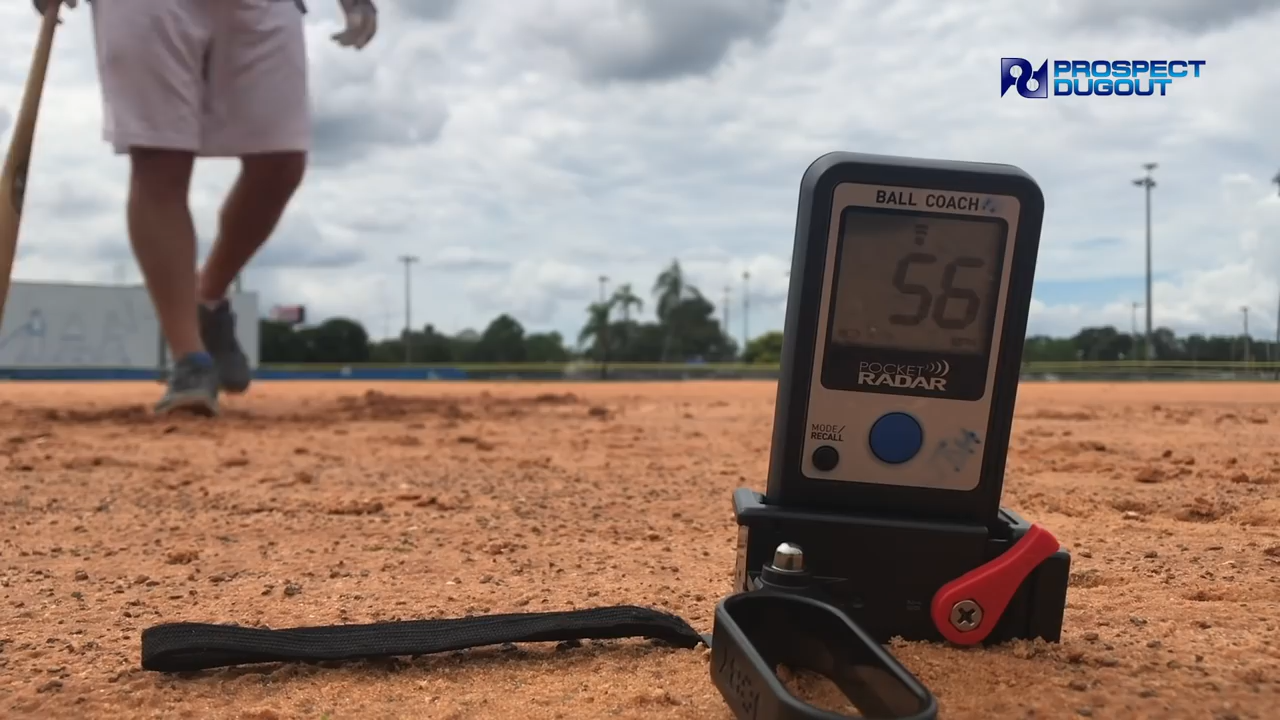 PROSPECT
DUGOUT
BALL COACH
56
POCKET
RADAR
MODE/
RECALL